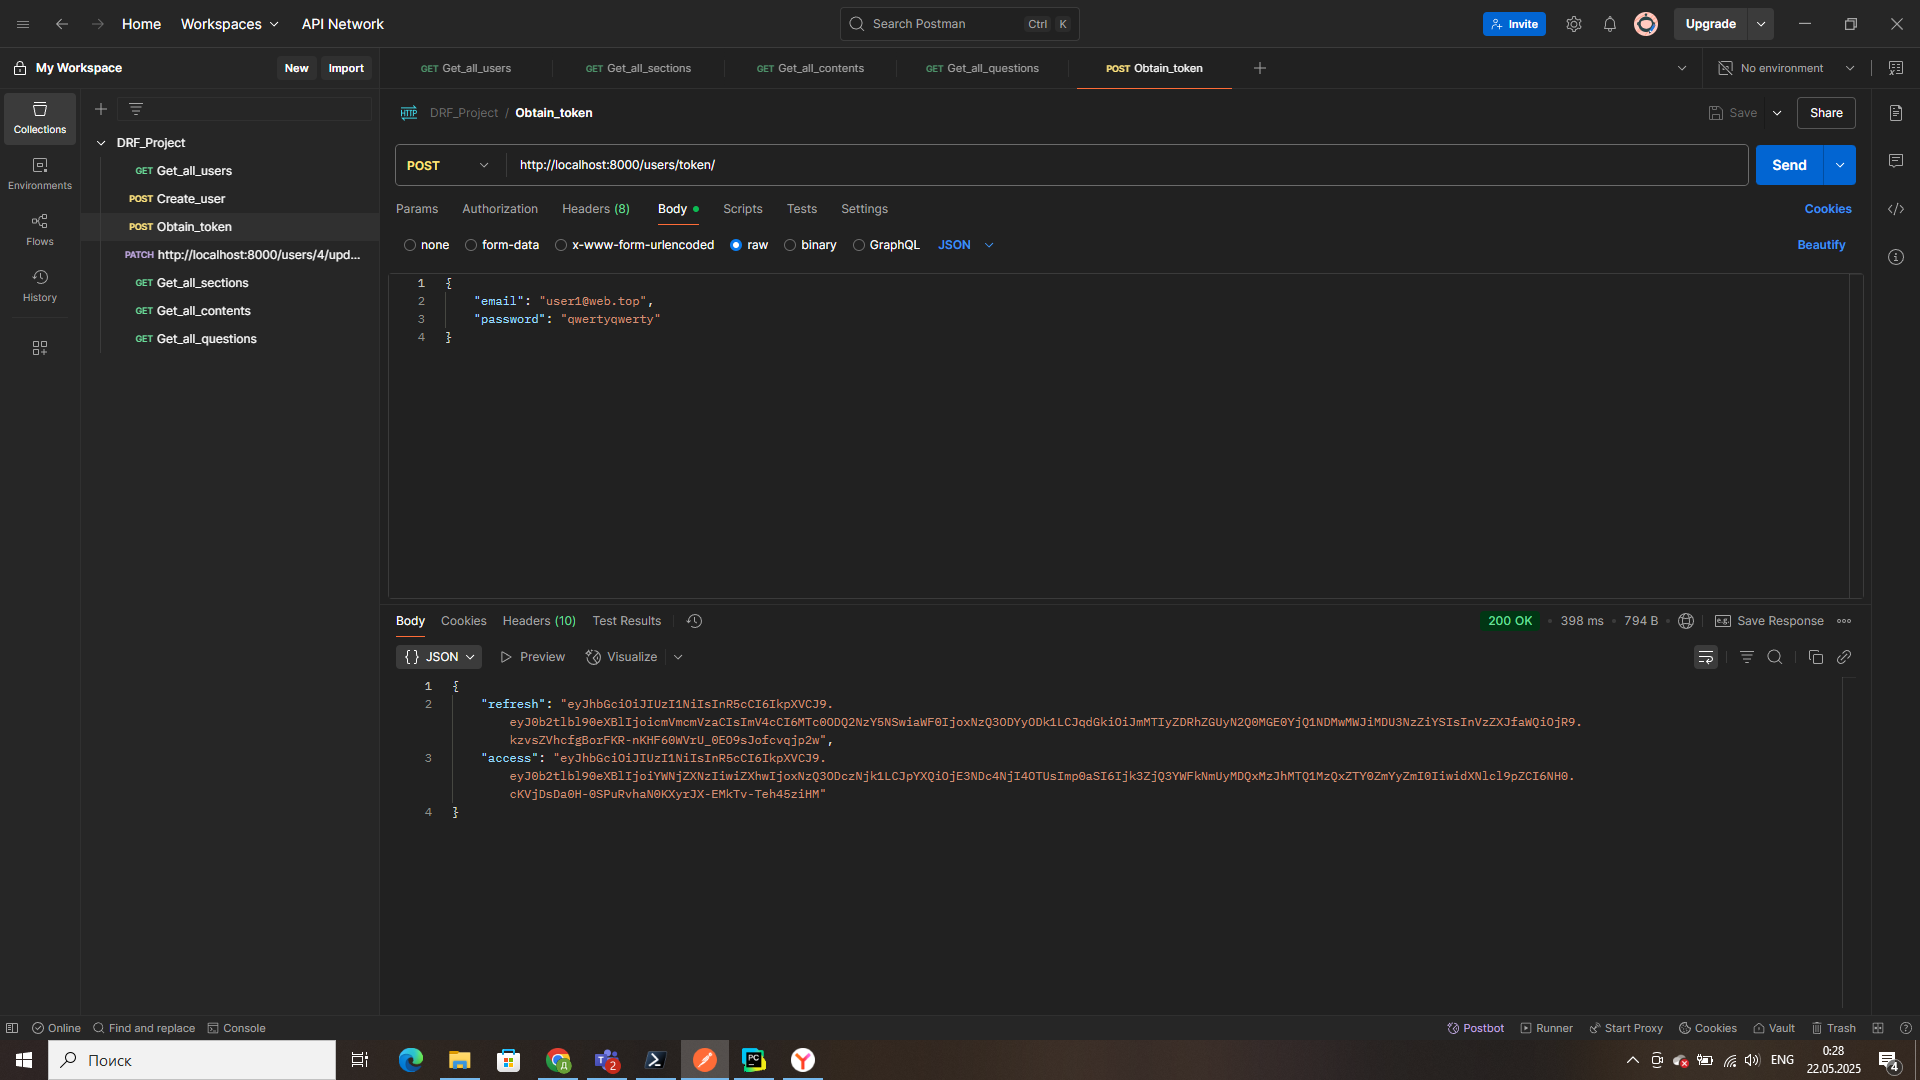 Home Workspaces API Network Search Postman Ctrl K Invite Upgrade
My Workspace New Import GET Get_all_users GET Get_all_sections GET Get_all_contents GET Get_all_questions POST Obtain_token No environment
Collections
Environments
Flows
History
DRF_Project
GET Get_all_users
POST Create_user
POST Obtain_token
PATCH http://localhost:8000/users/4/upd...
GET Get_all_sections
GET Get_all_contents
GET Get_all_questions
HTTP DRF_Project / Obtain_token Save Share
POST http://localhost:8000/users/token/ Send
Params Authorization Headers (8) Body Scripts Tests Settings Cookies
none form-data x-www-form-urlencoded raw binary GraphQL JSON Beautify
1 {
2 "email": "user1@web.top",
3 "password": "qwertyqwerty"
4 }
Body Cookies Headers (10) Test Results 200 OK 398 ms 794 B e.g. Save Response
{} JSON Preview Visualize
1 {
2 "refresh": "eyJhbGciOiJIUzI1NiIsInR5cCI6IkpXVCJ9.
eyJ0b2tlbl90eXBlIjoicmVmcmVzaCIsImV4cCI6MTc0ODQ2NzY5NSwiaWF0IjoxNzQ3ODYyODk1LCJqdGkiOiJmMTIyZDRhZGUyN2Q0MGE0YjQ1NDMwMWJiMDU3NzZiYSIsInVzZXJfaWQiOjR9.
kzvsZVhcfgBorFKR-nKHF60WVrU_0EO9sJofcvqjp2w",
3 "access": "eyJhbGciOiJIUzI1NiIsInR5cCI6IkpXVCJ9.
eyJ0b2tlbl90eXBlIjoiYWNjZXNzIiwiZXhwIjoxNzQ3ODczNjk1LCJpYXQiOjE3NDc4NjI4OTUsImp0aSI6Ijk3ZjQ3YWFkNmUyMDQxMzJhMTQ1MzQxZTY0ZmYyZmI0IiwidXNlcl9pZCI6NH0.
cKVjDsDa0H-0SPuRvhaN0KXyrJX-EMkTv-Teh45ziHM"
4 }
Online Find and replace Console Postbot Runner Start Proxy Cookies Vault Trash
Поиск 2 PC ENG 0:28
22.05.2025 4